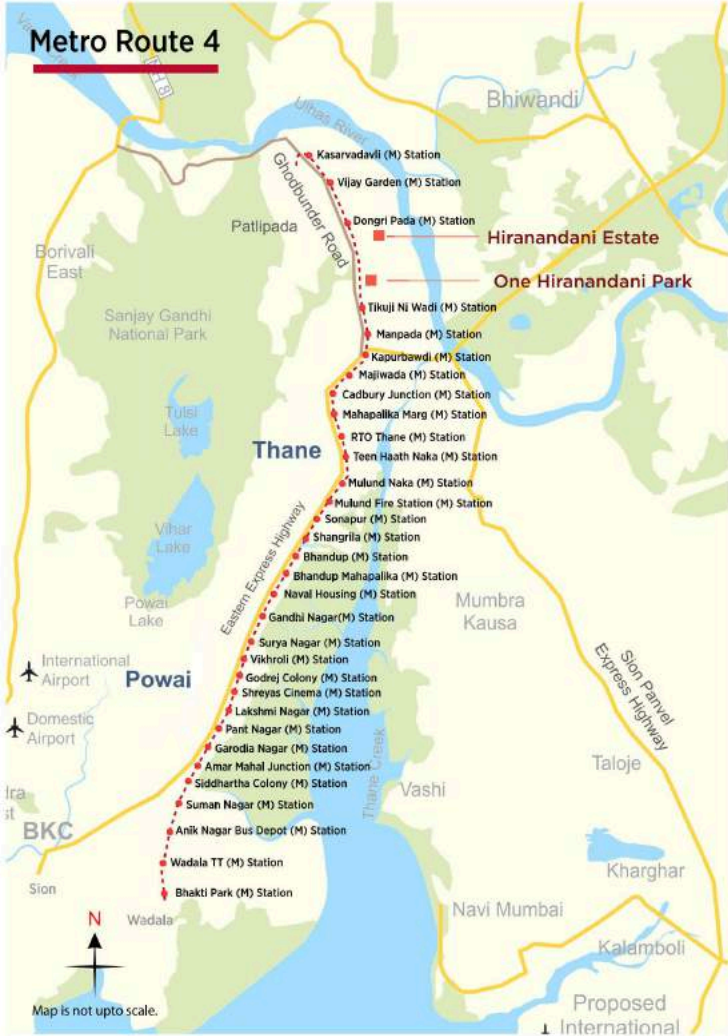 Metro Route 4
NH 8
Ulhas River
Bhiwandi
Kasarvadavli (M) Station
Vijay Garden (M) Station
Ghodbunder Road
Dongri Pada (M) Station
Patlipada
Hiranandani Estate
Borivali
East
One Hiranandani Park
Sanjay Gandhi
National Park
Tikuji Ni Wadi (M) Station
Manpada (M) Station
Kapurbawdi (M) Station
Majiwada (M) Station
Cadbury Junction (M) Station
Tulsi
Lake
Mahapalika Marg (M) Station
RTO Thane (M) Station
Thane
Teen Haath Naka (M) Station
Mulund Naka (M) Station
Mulund Fire Station (M) Station
Sonapur (M) Station
Vihar
Lake
Shangrila (M) Station
Eastern Express Highway
Bhandup (M) Station
Bhandup Mahapalika (M) Station
Naval Housing (M) Station
Powai
Lake
Mumbra
Kausa
Gandhi Nagar(M) Station
Surya Nagar (M) Station
Vikhroli (M) Station
International
Airport
Powai
Godrej Colony (M) Station
Shreyas Cinema (M) Station
Sion Panvel
Express Highway
Lakshmi Nagar (M) Station
Domestic
Airport
Pant Nagar (M) Station
Garodia Nagar (M) Station
Amar Mahal Junction (M) Station
Taloje
Siddhartha Colony (M) Station
Thane Creek
Vashi
dra
st
Suman Nagar (M) Station
BKC
Anik Nagar Bus Depot (M) Station
Wadala TT (M) Station
Kharghar
Sion
Bhakti Park (M) Station
Wadala
Navi Mumbai
N
Kalamboli
Map is not upto scale.
Proposed
International